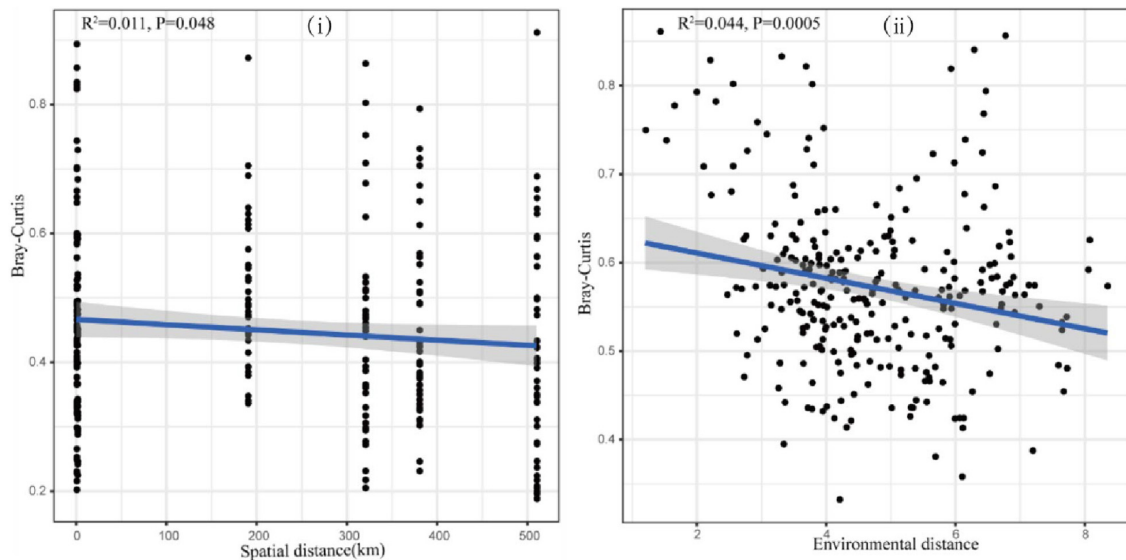 R²=0.011, P=0.048
(i)
0.8
0.6
0.4
0.2
Bray-Curtis
0
100
200
300
400
500
Spatial distance(km)
R²=0.044, P=0.0005
(ii)
0.8
0.7
0.6
0.5
0.4
Bray-Curtis
2
4
6
8
Environmental distance